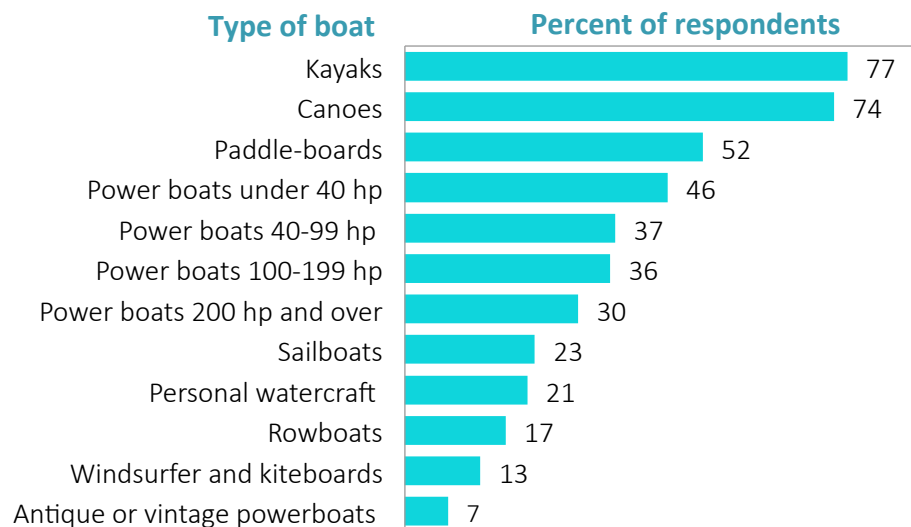 Type of boat Percent of respondents
Kayaks 77
Canoes 74
Paddle-boards 52
Power boats under 40 hp 46
Power boats 40-99 hp 37
Power boats 100-199 hp 36
Power boats 200 hp and over 30
Sailboats 23
Personal watercraft 21
Rowboats 17
Windsurfer and kiteboards 13
Antique or vintage powerboats 7